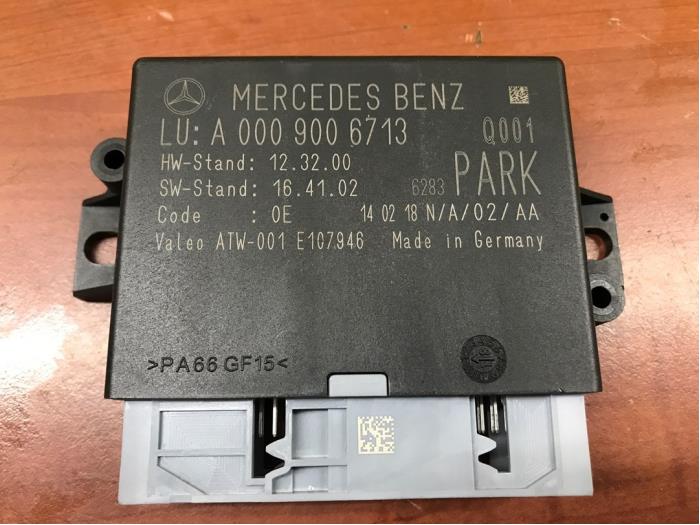 MERCEDES BENZ
LU: A 000 900 6713 Q001
HW-Stand: 12.32.00
SW-Stand: 16.41.02 6283 PARK
Code : 0E 14 02 18 N/A/02/AA
Valeo ATW-001 E107946 Made in Germany
>PA66 GF15<